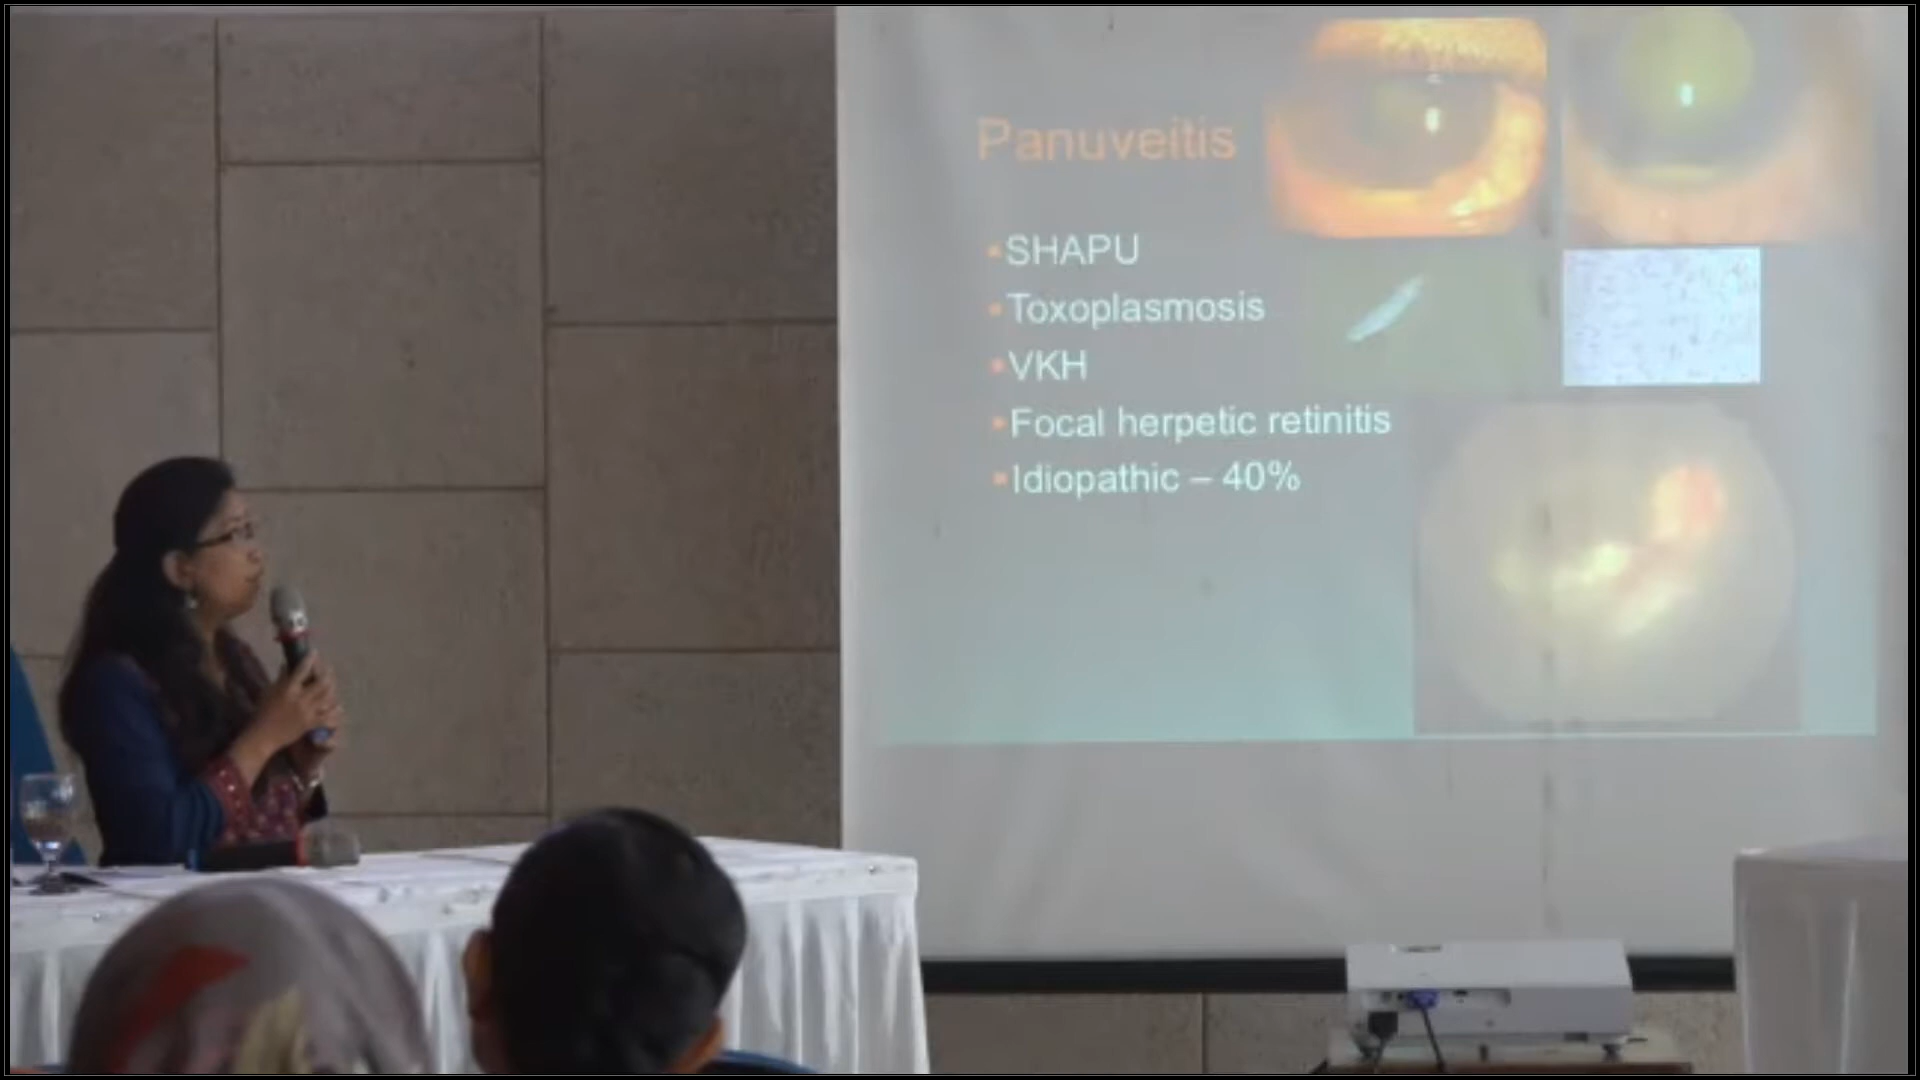 Panuveitis
SHAPU
Toxoplasmosis
VKH
Focal herpetic retinitis
Idiopathic – 40%